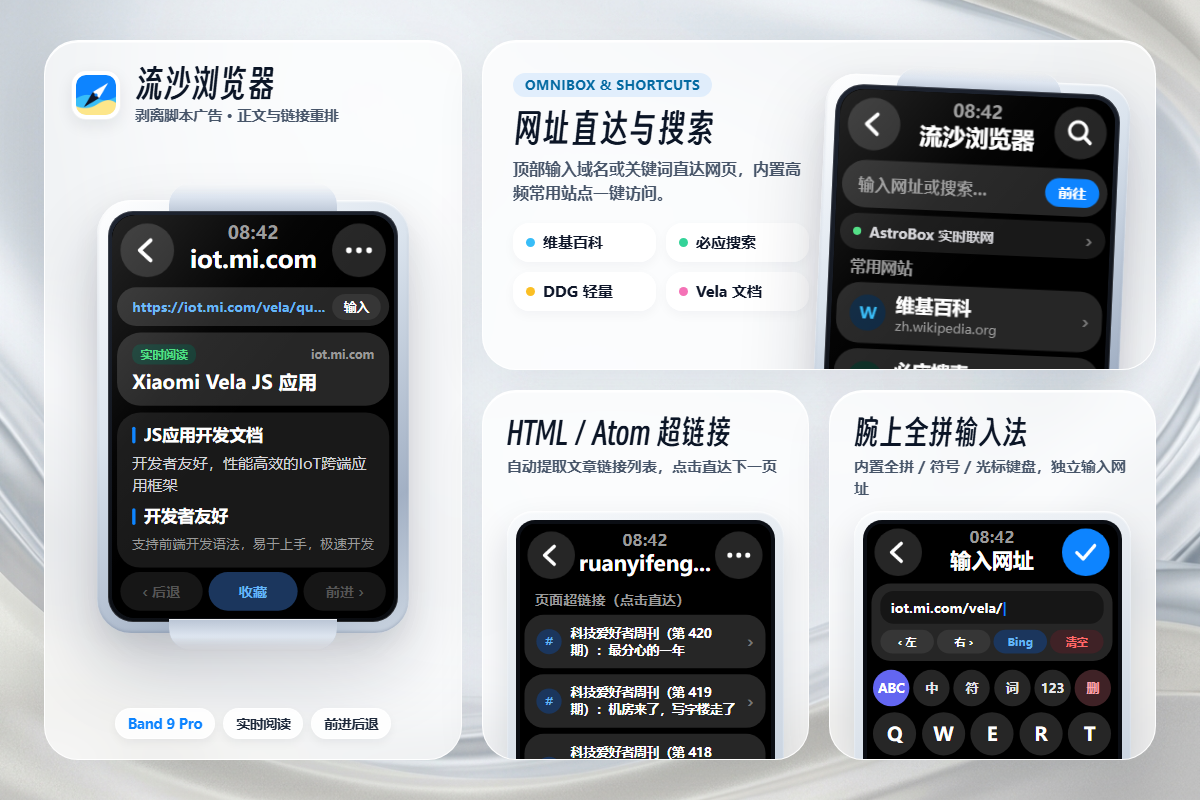 流沙浏览器
剥离脚本广告 • 正文与链接重排
08:42
iot.mi.com
https://iot.mi.com/vela/qu...
输入
实时阅读
iot.mi.com
Xiaomi Vela JS 应用
JS应用开发文档
开发者友好，性能高效的IoT跨端应
用框架
开发者友好
支持前端开发语法，易于上手，极速开发
‹ 后退
收藏
前进 ›
Band 9 Pro
实时阅读
前进后退
OMNIBOX & SHORTCUTS
网址直达与搜索
顶部输入域名或关键词直达网页，内置高
频常用站点一键访问。
维基百科
必应搜索
DDG 轻量
Vela 文档
08:42
流沙浏览器
输入网址或搜索...
前往
AstroBox 实时联网
常用网站
W
维基百科
zh.wikipedia.org
必应搜索
HTML / Atom 超链接
自动提取文章链接列表，点击直达下一页
08:42
ruanyifeng...
页面超链接（点击直达）
#
科技爱好者周刊（第 420
期）：最分心的一年
#
科技爱好者周刊（第 419
期）：机房来了，写字楼走了
科技爱好者周刊（第 418
腕上全拼输入法
内置全拼 / 符号 / 光标键盘，独立输入网
址
08:42
输入网址
iot.mi.com/vela/
‹ 左
右 ›
Bing
清空
ABC
中
符
词
123
删
Q
W
E
R
T